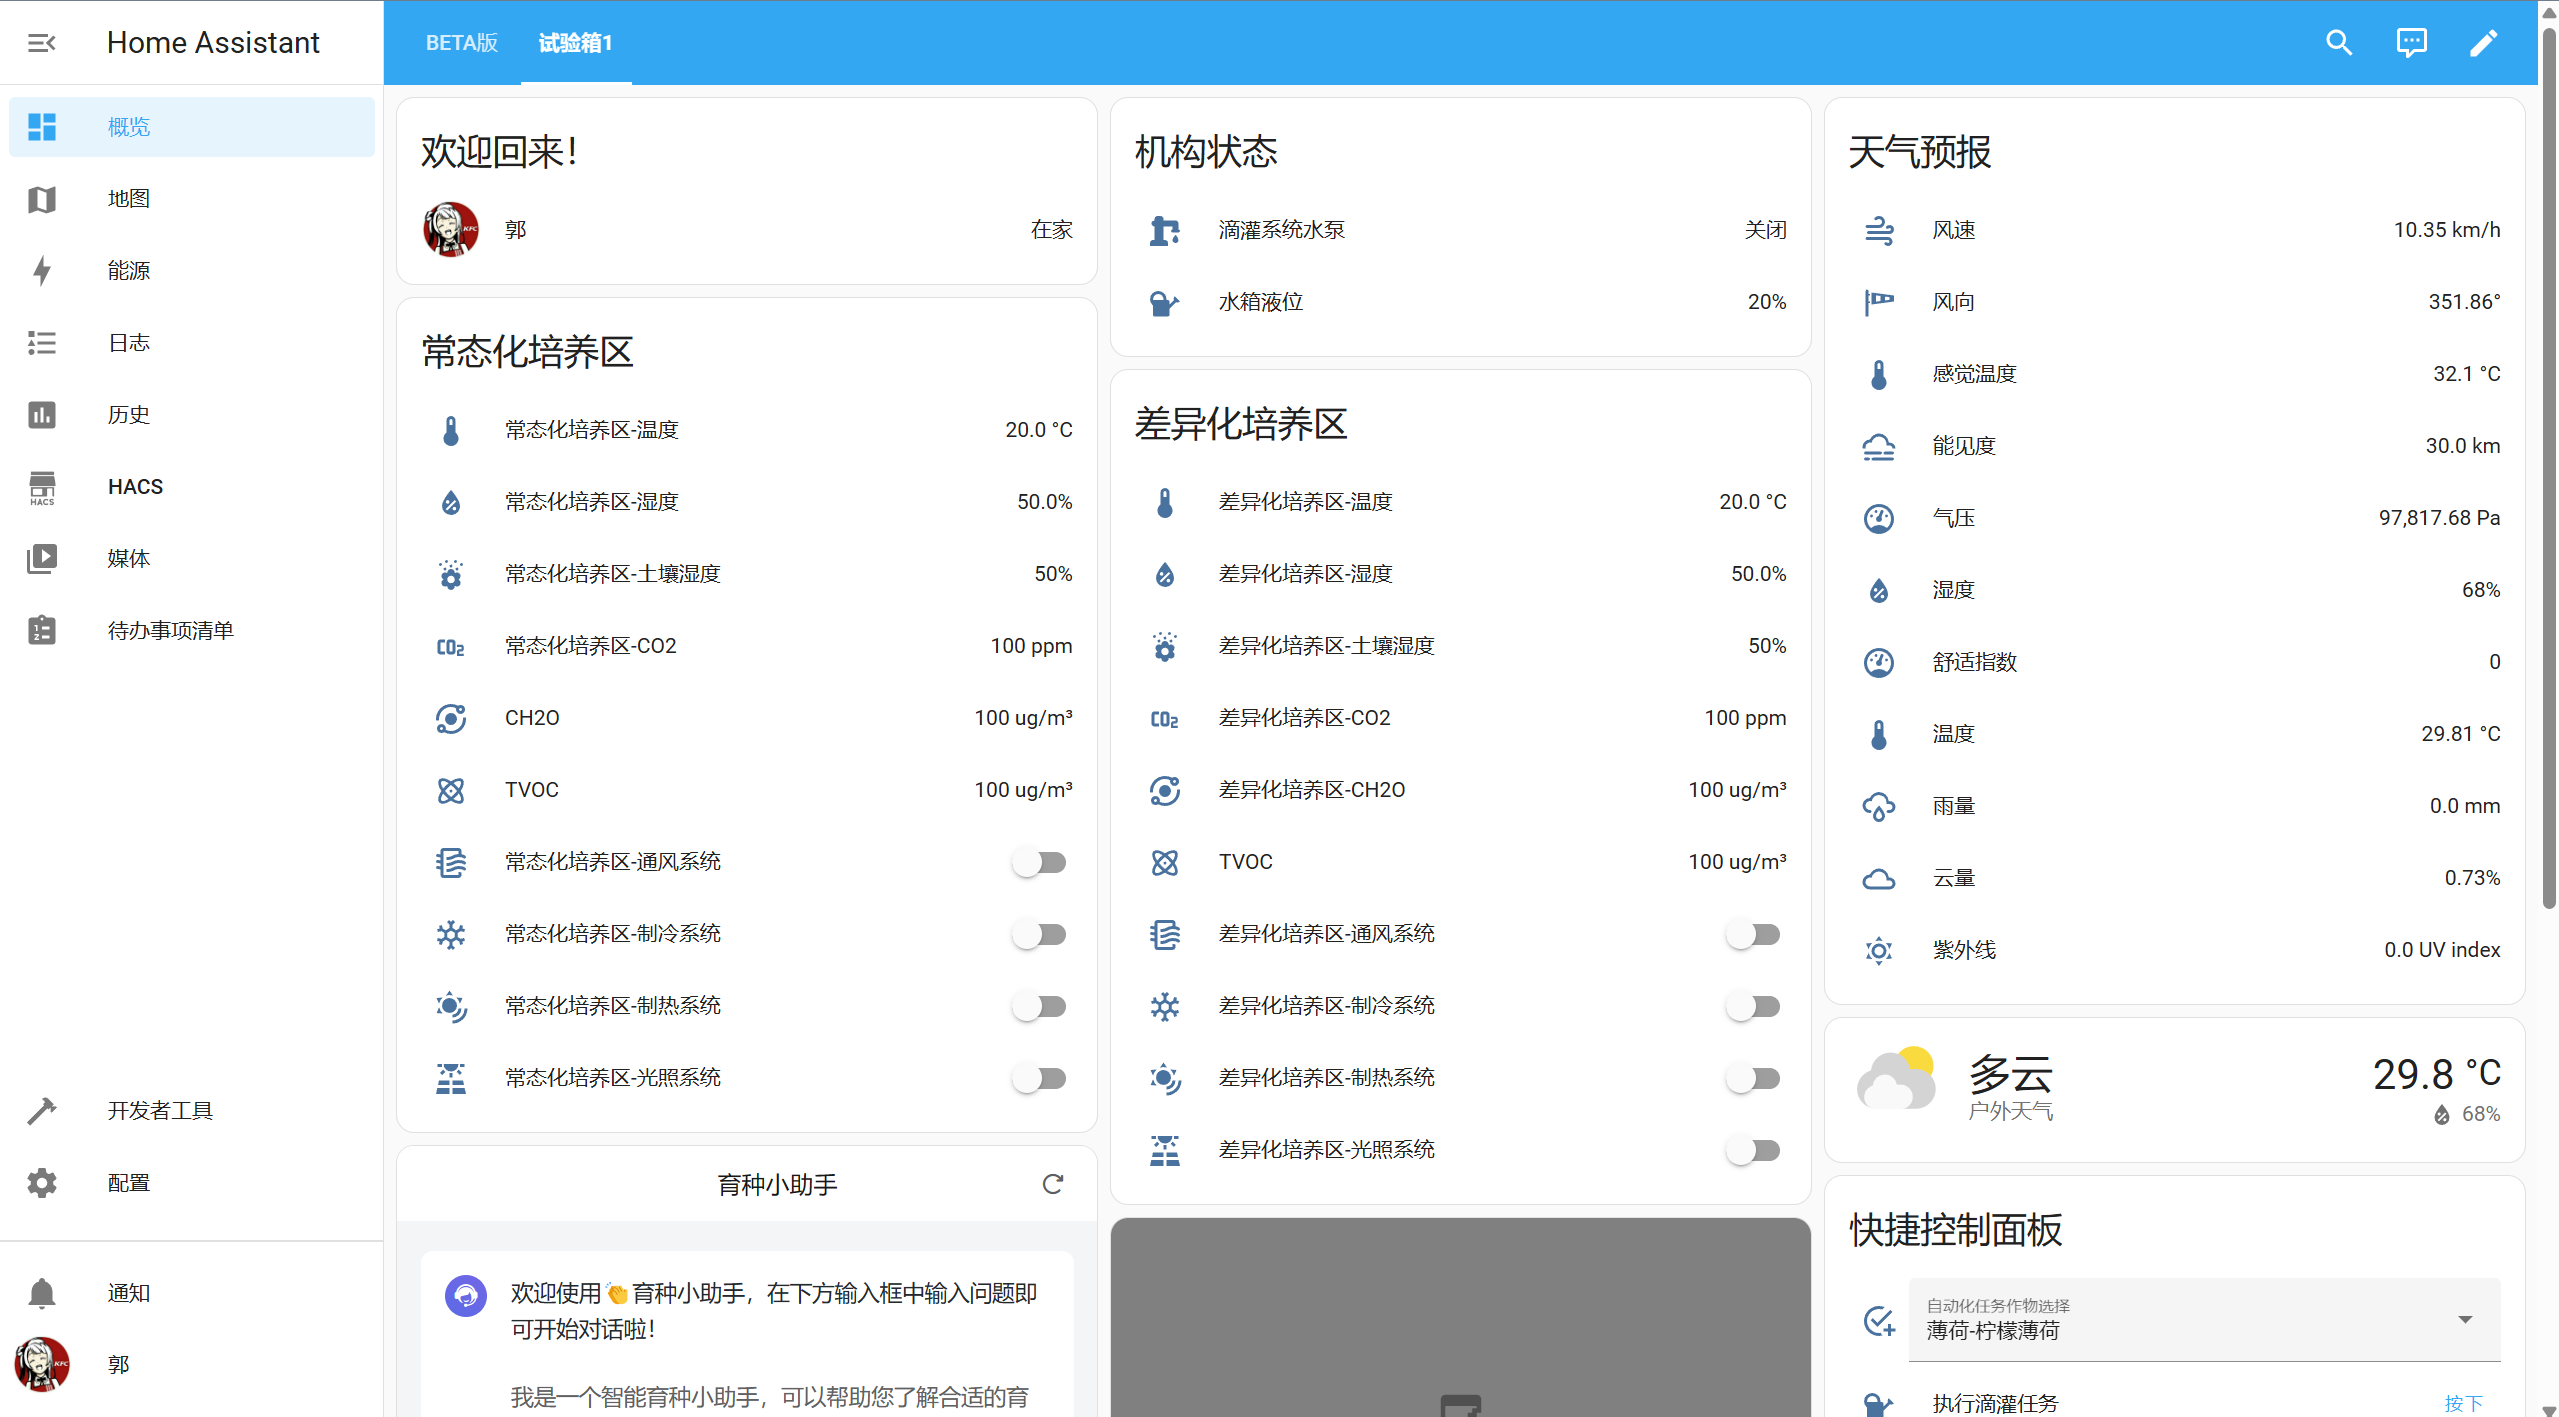 Home Assistant
BETA版
试验箱1
概览
地图
能源
日志
历史
HACS
HACS
媒体
待办事项清单
开发者工具
配置
通知
郭
欢迎回来！
郭
在家
常态化培养区
常态化培养区-温度 20.0 °C
常态化培养区-湿度 50.0%
常态化培养区-土壤湿度 50%
CO2 常态化培养区-CO2 100 ppm
CH2O 100 ug/m³
TVOC 100 ug/m³
常态化培养区-通风系统
常态化培养区-制冷系统
常态化培养区-制热系统
常态化培养区-光照系统
育种小助手
欢迎使用👏育种小助手，在下方输入框中输入问题即
可开始对话啦！
我是一个智能育种小助手，可以帮助您了解合适的育
机构状态
滴灌系统水泵 关闭
水箱液位 20%
差异化培养区
差异化培养区-温度 20.0 °C
差异化培养区-湿度 50.0%
差异化培养区-土壤湿度 50%
CO2 差异化培养区-CO2 100 ppm
差异化培养区-CH2O 100 ug/m³
TVOC 100 ug/m³
差异化培养区-通风系统
差异化培养区-制冷系统
差异化培养区-制热系统
差异化培养区-光照系统
天气预报
风速 10.35 km/h
风向 351.86°
感觉温度 32.1 °C
能见度 30.0 km
气压 97,817.68 Pa
湿度 68%
舒适指数 0
温度 29.81 °C
雨量 0.0 mm
云量 0.73%
紫外线 0.0 UV index
多云 29.8 °C
户外天气 68%
快捷控制面板
自动化任务作物选择
薄荷-柠檬薄荷
执行滴灌任务 按下